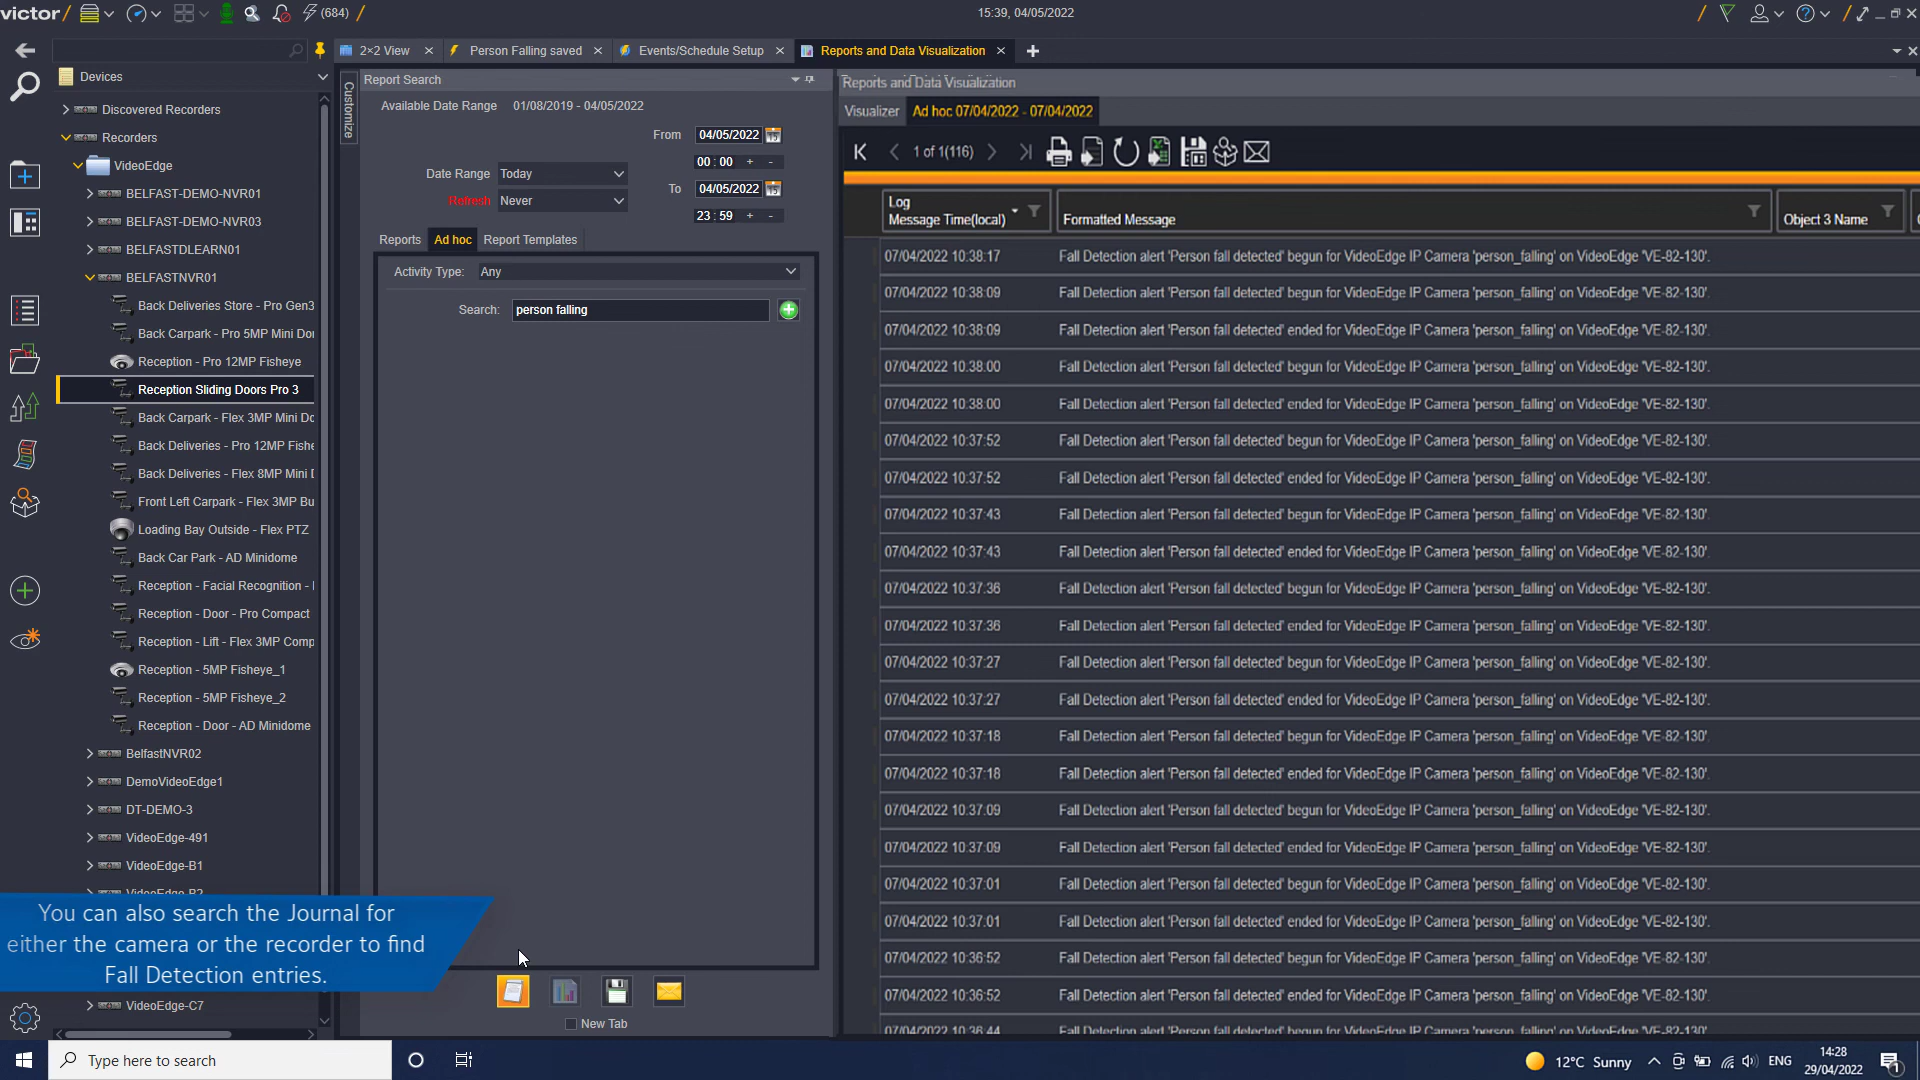 victor
(684)
15:39, 04/05/2022
2×2 View
Person Falling saved
Events/Schedule Setup
Reports and Data Visualization
Devices
Discovered Recorders
Recorders
VideoEdge
BELFAST-DEMO-NVR01
BELFAST-DEMO-NVR03
BELFASTDLEARN01
BELFASTNVR01
Back Deliveries Store - Pro Gen3
Back Carpark - Pro 5MP Mini Dor
Reception - Pro 12MP Fisheye
Reception Sliding Doors Pro 3
Back Carpark - Flex 3MP Mini Do
Back Deliveries - Pro 12MP Fishe
Back Deliveries - Flex 8MP Mini D
Front Left Carpark - Flex 3MP Bu
Loading Bay Outside - Flex PTZ
Back Car Park - AD Minidome
Reception - Facial Recognition -
Reception - Door - Pro Compact
Reception - Lift - Flex 3MP Comp
Reception - 5MP Fisheye_1
Reception - 5MP Fisheye_2
Reception - Door - AD Minidome
BelfastNVR02
DemoVideoEdge1
DT-DEMO-3
VideoEdge-491
VideoEdge-B1
VideoEdge-B2
VideoEdge-C7
You can also search the Journal for
either the camera or the recorder to find
Fall Detection entries.
Customize
Report Search
Available Date Range 01/08/2019 - 04/05/2022
From 04/05/2022
00 : 00 + -
Date Range Today
To 04/05/2022
Refresh Never
23 : 59 + -
Reports Ad hoc Report Templates
Activity Type: Any
Search: person falling
New Tab
Reports and Data Visualization
Visualizer Ad hoc 07/04/2022 - 07/04/2022
1 of 1(116)
Log
Message Time(local) Formatted Message Object 3 Name
07/04/2022 10:38:17 Fall Detection alert 'Person fall detected' begun for VideoEdge IP Camera 'person_falling' on VideoEdge 'VE-82-130'.
07/04/2022 10:38:09 Fall Detection alert 'Person fall detected' begun for VideoEdge IP Camera 'person_falling' on VideoEdge 'VE-82-130'.
07/04/2022 10:38:09 Fall Detection alert 'Person fall detected' ended for VideoEdge IP Camera 'person_falling' on VideoEdge 'VE-82-130'.
07/04/2022 10:38:00 Fall Detection alert 'Person fall detected' begun for VideoEdge IP Camera 'person_falling' on VideoEdge 'VE-82-130'.
07/04/2022 10:38:00 Fall Detection alert 'Person fall detected' ended for VideoEdge IP Camera 'person_falling' on VideoEdge 'VE-82-130'.
07/04/2022 10:37:52 Fall Detection alert 'Person fall detected' begun for VideoEdge IP Camera 'person_falling' on VideoEdge 'VE-82-130'.
07/04/2022 10:37:52 Fall Detection alert 'Person fall detected' ended for VideoEdge IP Camera 'person_falling' on VideoEdge 'VE-82-130'.
07/04/2022 10:37:43 Fall Detection alert 'Person fall detected' begun for VideoEdge IP Camera 'person_falling' on VideoEdge 'VE-82-130'.
07/04/2022 10:37:43 Fall Detection alert 'Person fall detected' ended for VideoEdge IP Camera 'person_falling' on VideoEdge 'VE-82-130'.
07/04/2022 10:37:36 Fall Detection alert 'Person fall detected' begun for VideoEdge IP Camera 'person_falling' on VideoEdge 'VE-82-130'.
07/04/2022 10:37:36 Fall Detection alert 'Person fall detected' ended for VideoEdge IP Camera 'person_falling' on VideoEdge 'VE-82-130'.
07/04/2022 10:37:27 Fall Detection alert 'Person fall detected' begun for VideoEdge IP Camera 'person_falling' on VideoEdge 'VE-82-130'.
07/04/2022 10:37:27 Fall Detection alert 'Person fall detected' ended for VideoEdge IP Camera 'person_falling' on VideoEdge 'VE-82-130'.
07/04/2022 10:37:18 Fall Detection alert 'Person fall detected' begun for VideoEdge IP Camera 'person_falling' on VideoEdge 'VE-82-130'.
07/04/2022 10:37:18 Fall Detection alert 'Person fall detected' ended for VideoEdge IP Camera 'person_falling' on VideoEdge 'VE-82-130'.
07/04/2022 10:37:09 Fall Detection alert 'Person fall detected' begun for VideoEdge IP Camera 'person_falling' on VideoEdge 'VE-82-130'.
07/04/2022 10:37:09 Fall Detection alert 'Person fall detected' ended for VideoEdge IP Camera 'person_falling' on VideoEdge 'VE-82-130'.
07/04/2022 10:37:01 Fall Detection alert 'Person fall detected' begun for VideoEdge IP Camera 'person_falling' on VideoEdge 'VE-82-130'.
07/04/2022 10:37:01 Fall Detection alert 'Person fall detected' ended for VideoEdge IP Camera 'person_falling' on VideoEdge 'VE-82-130'.
07/04/2022 10:36:52 Fall Detection alert 'Person fall detected' begun for VideoEdge IP Camera 'person_falling' on VideoEdge 'VE-82-130'.
07/04/2022 10:36:52 Fall Detection alert 'Person fall detected' ended for VideoEdge IP Camera 'person_falling' on VideoEdge 'VE-82-130'.
07/04/2022 10:36:44 Fall Detection alert 'Person fall detected' begun for VideoEdge IP Camera 'person_falling' on VideoEdge 'VE-82-130'.
Type here to search
12°C Sunny
ENG
14:28
29/04/2022
1